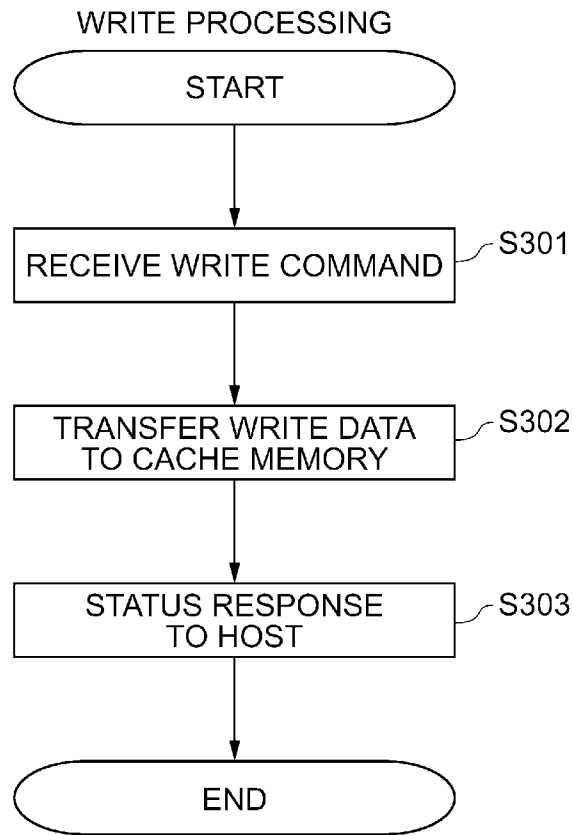 WRITE PROCESSING
START
RECEIVE WRITE COMMAND
S301
TRANSFER WRITE DATA
TO CACHE MEMORY
S302
STATUS RESPONSE
TO HOST
S303
END